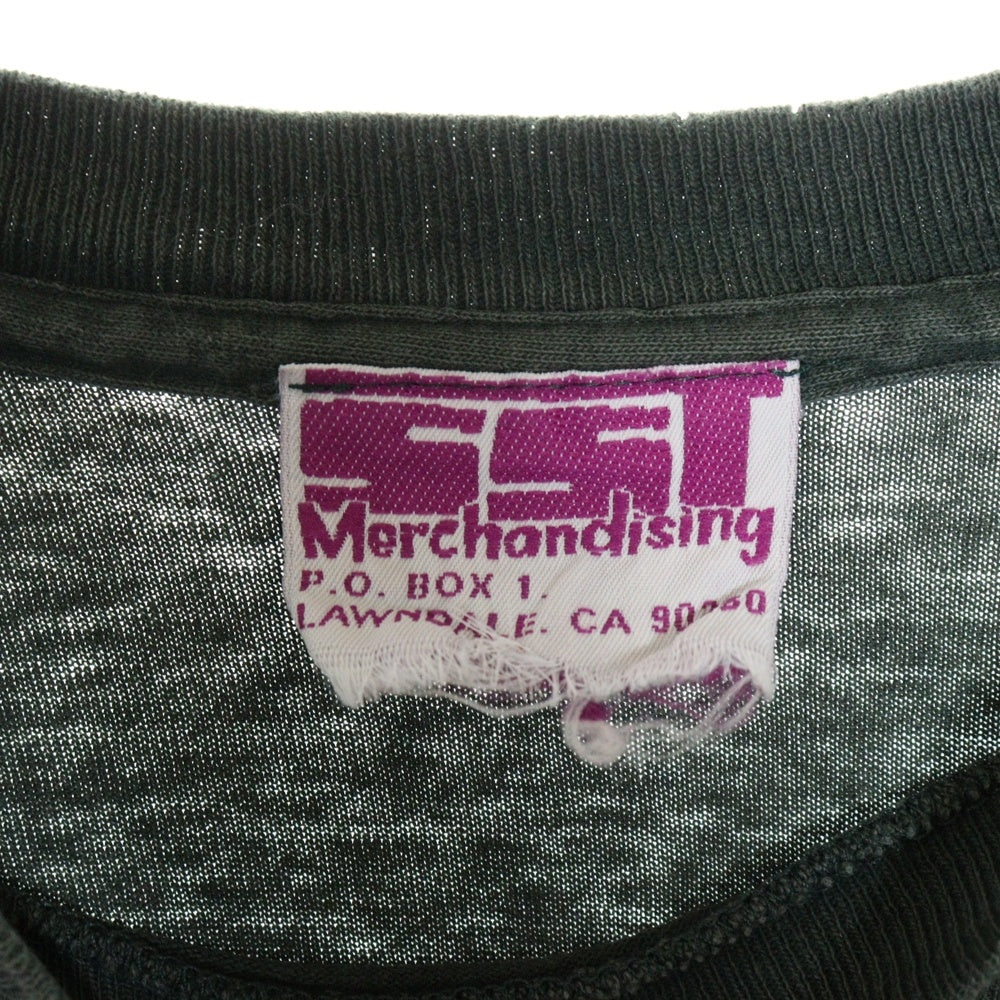 SST
Merchandising
P.O. BOX 1,
LAWNDALE, CA